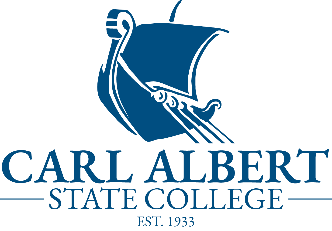 CARL ALBERT
STATE COLLEGE
EST. 1933